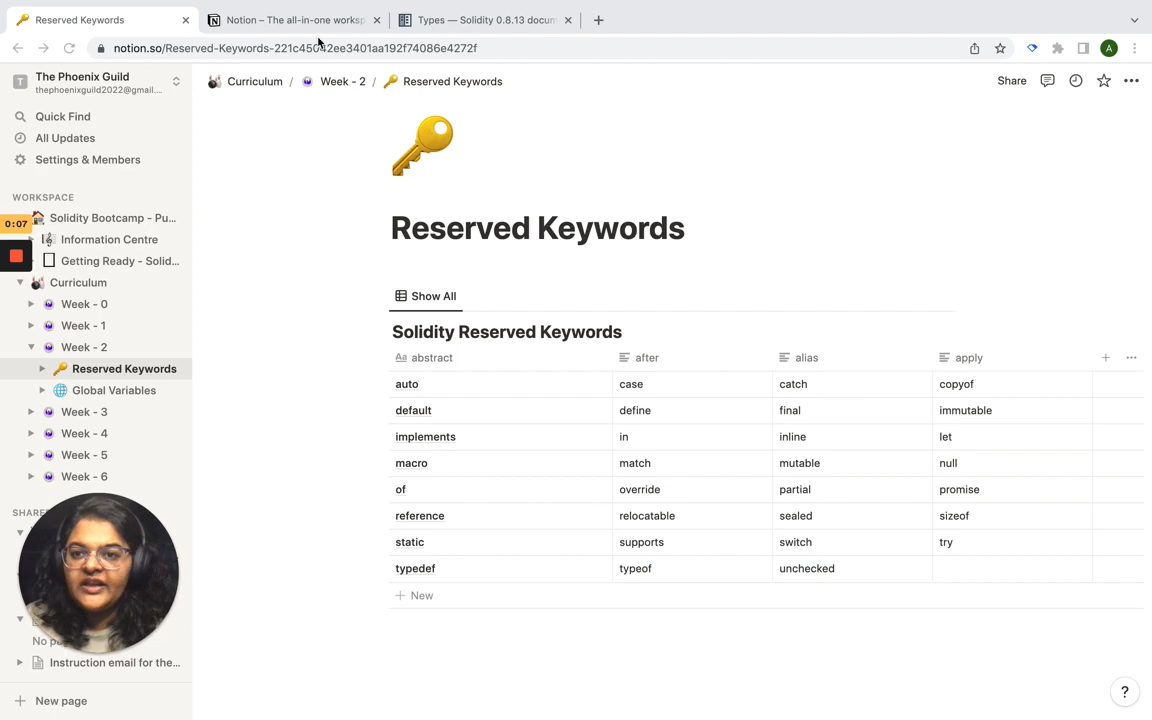 Reserved Keywords
Notion – The all-in-one worksp
Types — Solidity 0.8.13 docum
notion.so/Reserved-Keywords-221c45042ee3401aa192f74086e4272f
A
T
The Phoenix Guild
thephoenixguild2022@gmail....
Quick Find
All Updates
Settings & Members
WORKSPACE
Solidity Bootcamp - Pu...
0:07
Information Centre
Getting Ready - Solid...
Curriculum
Week - 0
Week - 1
Week - 2
Reserved Keywords
Global Variables
Week - 3
Week - 4
Week - 5
Week - 6
SHARE
No p
Instruction email for the...
New page
Curriculum / Week - 2 / Reserved Keywords
Share
Reserved Keywords
Show All
Solidity Reserved Keywords
Aa abstract after alias apply
auto case catch copyof
default define final immutable
implements in inline let
macro match mutable null
of override partial promise
reference relocatable sealed sizeof
static supports switch try
typedef typeof unchecked
+ New
?